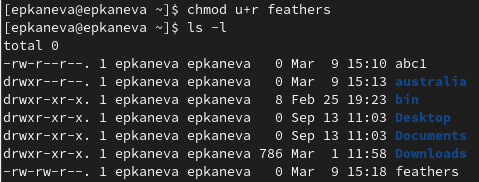 [epkaneva@epkaneva ~]$ chmod u+r feathers
[epkaneva@epkaneva ~]$ ls -l
total 0
-rw-r--r--. 1 epkaneva epkaneva   0 Mar  9 15:10 abc1
drwxr--r--. 1 epkaneva epkaneva   0 Mar  9 15:13 australia
drwxr-xr-x. 1 epkaneva epkaneva   8 Feb 25 19:23 bin
drwxr-xr-x. 1 epkaneva epkaneva   0 Sep 13 11:03 Desktop
drwxr-xr-x. 1 epkaneva epkaneva   0 Sep 13 11:03 Documents
drwxr-xr-x. 1 epkaneva epkaneva 786 Mar  1 11:58 Downloads
-rw-rw-r--. 1 epkaneva epkaneva   0 Mar  9 15:18 feathers